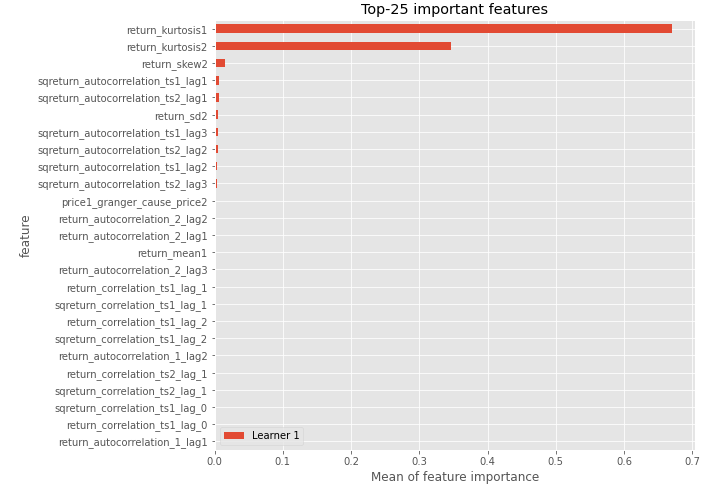 Top-25 important features
return_kurtosis1
return_kurtosis2
return_skew2
sqreturn_autocorrelation_ts1_lag1
sqreturn_autocorrelation_ts2_lag1
return_sd2
sqreturn_autocorrelation_ts1_lag3
sqreturn_autocorrelation_ts2_lag2
sqreturn_autocorrelation_ts1_lag2
sqreturn_autocorrelation_ts2_lag3
price1_granger_cause_price2
return_autocorrelation_2_lag2
return_autocorrelation_2_lag1
return_mean1
return_autocorrelation_2_lag3
return_correlation_ts1_lag_1
sqreturn_correlation_ts1_lag_1
return_correlation_ts1_lag_2
sqreturn_correlation_ts1_lag_2
return_autocorrelation_1_lag2
return_correlation_ts2_lag_1
sqreturn_correlation_ts2_lag_1
sqreturn_correlation_ts1_lag_0
return_correlation_ts1_lag_0
return_autocorrelation_1_lag1
feature
Learner 1
0.0 0.1 0.2 0.3 0.4 0.5 0.6 0.7
Mean of feature importance